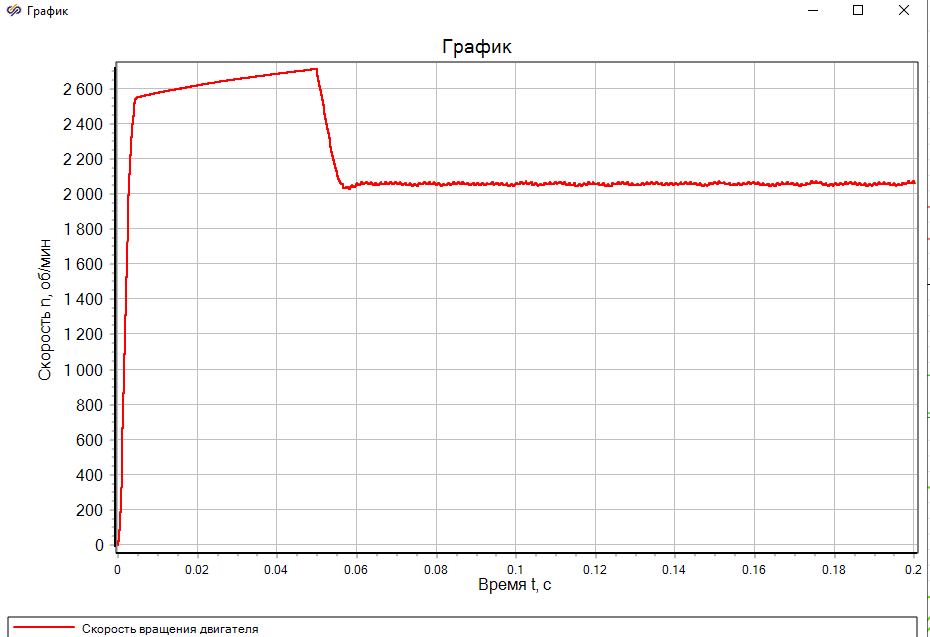 График
График
2 600
2 400
2 200
2 000
1 800
1 600
1 400
1 200
1 000
800
600
400
200
0
Скорость n, об/мин
0 0.02 0.04 0.06 0.08 0.1 0.12 0.14 0.16 0.18 0.2
Время t, с
Скорость вращения двигателя